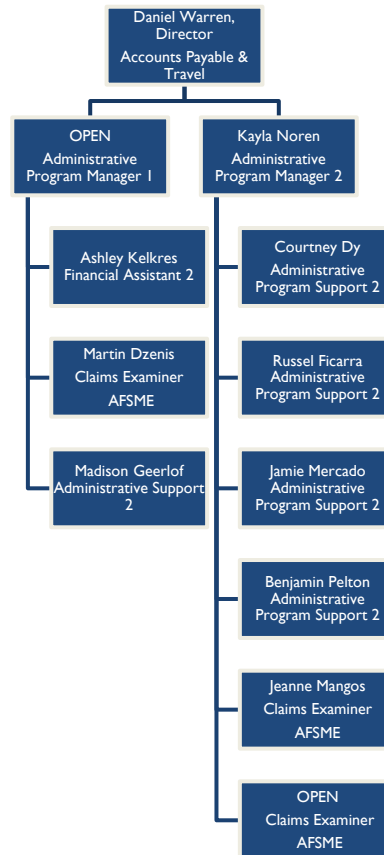 Daniel Warren,
Director
Accounts Payable &
Travel
OPEN
Administrative
Program Manager 1
Kayla Noren
Administrative
Program Manager 2
Ashley Kelkres
Financial Assistant 2
Martin Dzenis
Claims Examiner
AFSME
Madison Geerlof
Administrative Support
2
Courtney Dy
Administrative
Program Support 2
Russel Ficarra
Administrative
Program Support 2
Jamie Mercado
Administrative
Program Support 2
Benjamin Pelton
Administrative
Program Support 2
Jeanne Mangos
Claims Examiner
AFSME
OPEN
Claims Examiner
AFSME